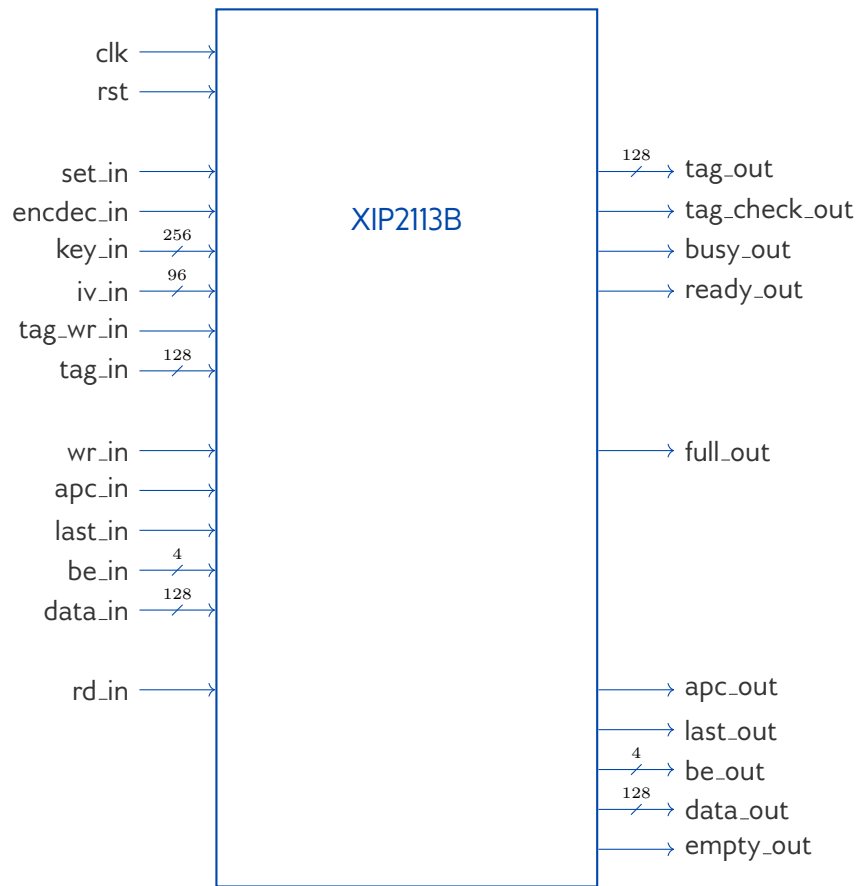 clk
rst
set_in
encdec_in
key_in
256
iv_in
96
tag_wr_in
tag_in
128
wr_in
apc_in
last_in
be_in
4
data_in
128
rd_in
XIP2113B
128
tag_out
tag_check_out
busy_out
ready_out
full_out
apc_out
last_out
4
be_out
128
data_out
empty_out